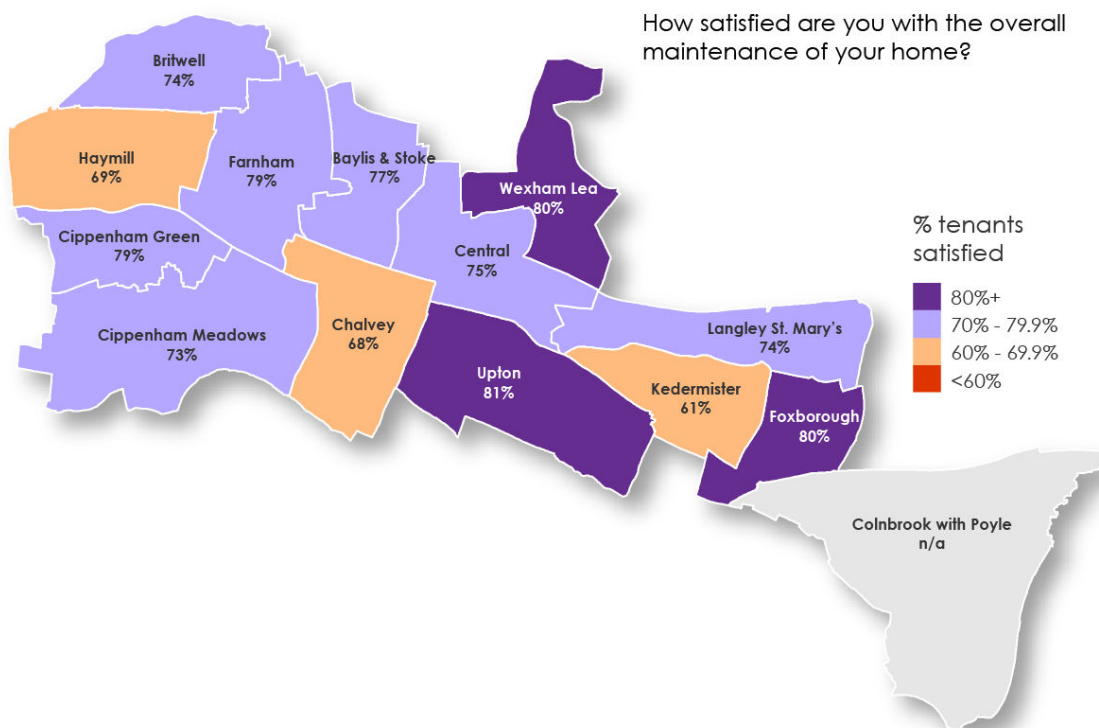 How satisfied are you with the overall
maintenance of your home?
Britwell
74%
Haymill
69%
Farnham
79%
Baylis & Stoke
77%
Wexham Lea
80%
Cippenham Green
79%
Central
75%
Cippenham Meadows
73%
Chalvey
68%
Upton
81%
Langley St. Mary's
74%
Kedermister
61%
Foxborough
80%
Colnbrook with Poyle
n/a
% tenants
satisfied
80%+
70% - 79.9%
60% - 69.9%
<60%